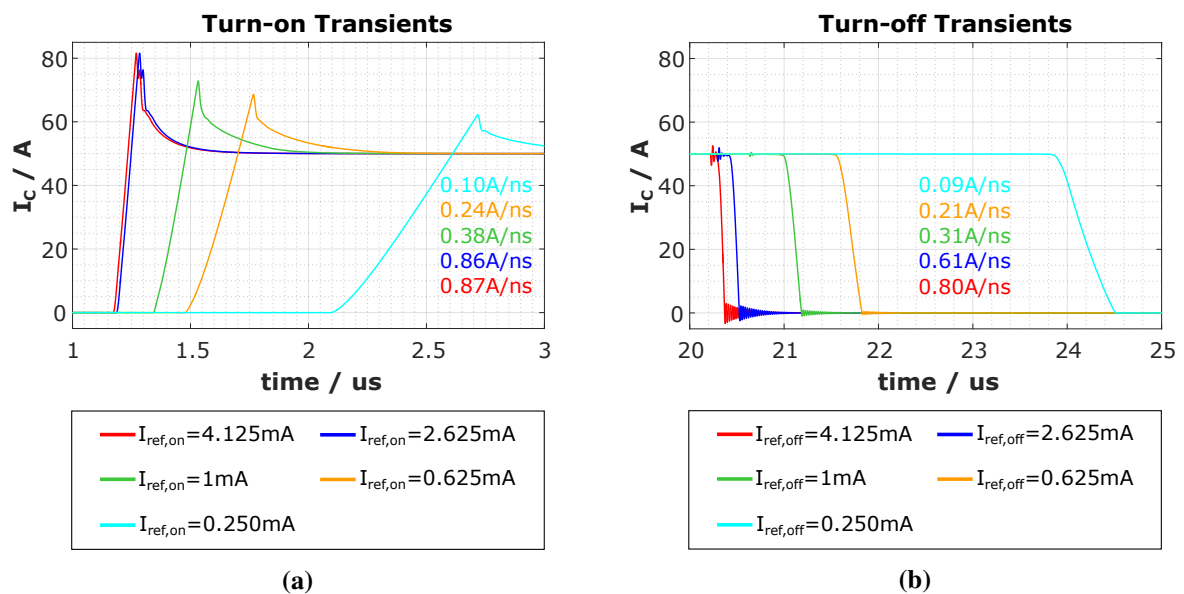 Turn-on Transients
I_C / A
80
60
40
20
0
0.10A/ns
0.24A/ns
0.38A/ns
0.86A/ns
0.87A/ns
1
1.5
2
2.5
3
time / us
I_ref,on=4.125mA
I_ref,on=2.625mA
I_ref,on=1mA
I_ref,on=0.625mA
I_ref,on=0.250mA
(a)
Turn-off Transients
I_C / A
80
60
40
20
0
0.09A/ns
0.21A/ns
0.31A/ns
0.61A/ns
0.80A/ns
20
21
22
23
24
25
time / us
I_ref,off=4.125mA
I_ref,off=2.625mA
I_ref,off=1mA
I_ref,off=0.625mA
I_ref,off=0.250mA
(b)